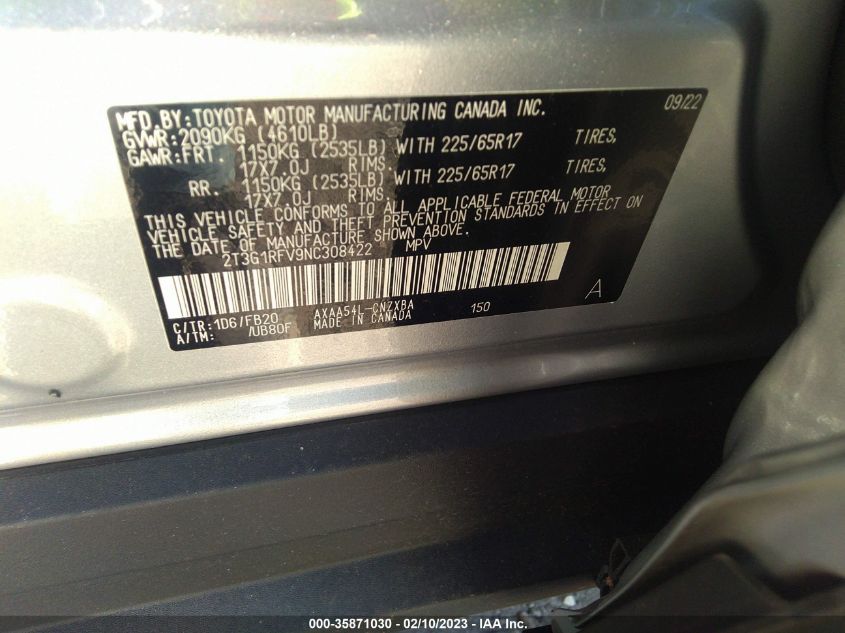 MFD.BY:TOYOTA MOTOR MANUFACTURING CANADA INC. 09/22
GVWR:2090KG (4610LB)
GAWR:FRT. 1150KG (2535LB) WITH 225/65R17 TIRES,
17X7.0J RIMS.
RR. 1150KG (2535LB) WITH 225/65R17 TIRES,
17X7.0J RIMS
THIS VEHICLE CONFORMS TO ALL APPLICABLE FEDERAL MOTOR
VEHICLE SAFETY AND THEFT PREVENTION STANDARDS IN EFFECT ON
THE DATE OF MANUFACTURE SHOWN ABOVE.
2T3G1RFV9NC308422 MPV
A
C/TR:1D6/FB20 AXAA54L-CNZXBA 150
A/TM: /UB80F MADE IN CANADA
000-35871030 - 02/10/2023 - IAA Inc.